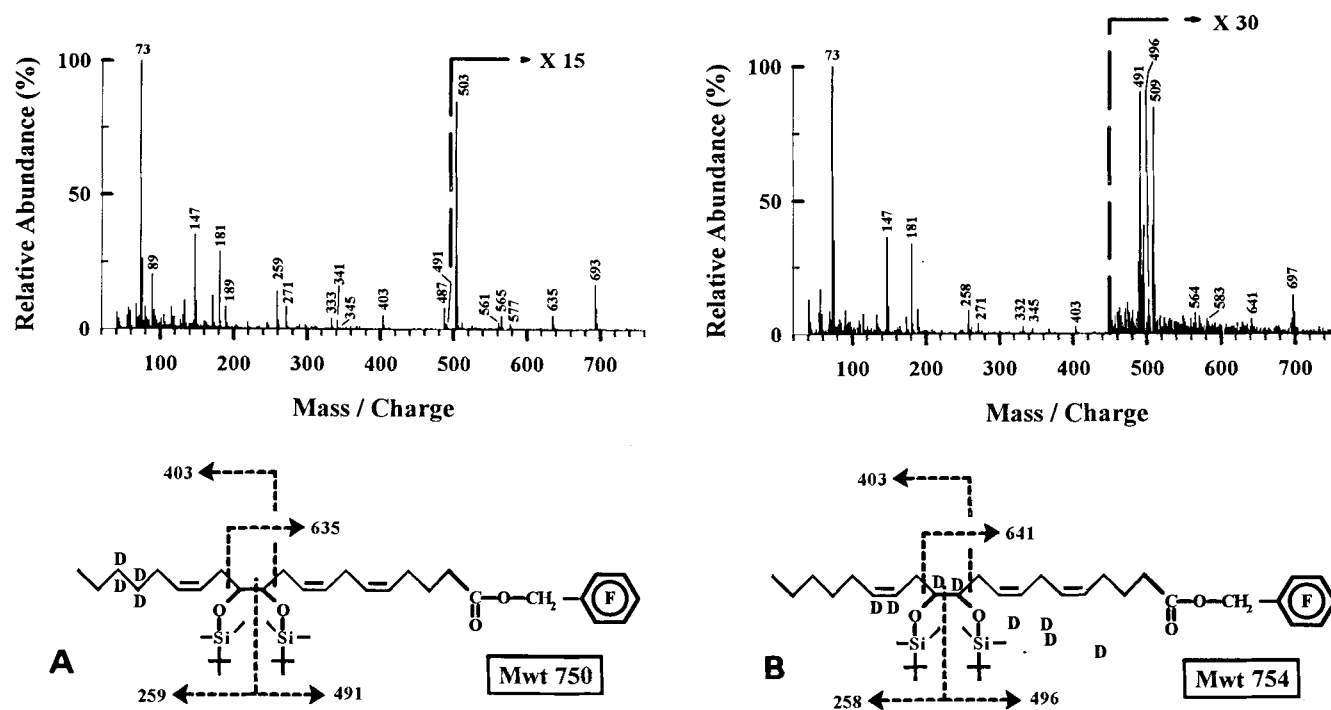 X 15
100
73
503
Relative Abundance (%)
50
147
181
89
189
259
271
333
341
345
403
487
491
561
565
577
635
693
0
100 200 300 400 500 600 700
Mass / Charge
X 30
100
73
491
496
509
Relative Abundance (%)
50
147
181
258
271
332
345
403
564
583
641
697
0
100 200 300 400 500 600 700
Mass / Charge
403
635
D
D D
D
C—O—CH₂
O
F
O O
Si Si
A
Mwt 750
259 491
403
641
D D
D D
C—O—CH₂
O
F
O O
D D
D
D
Si Si
B
Mwt 754
258 496